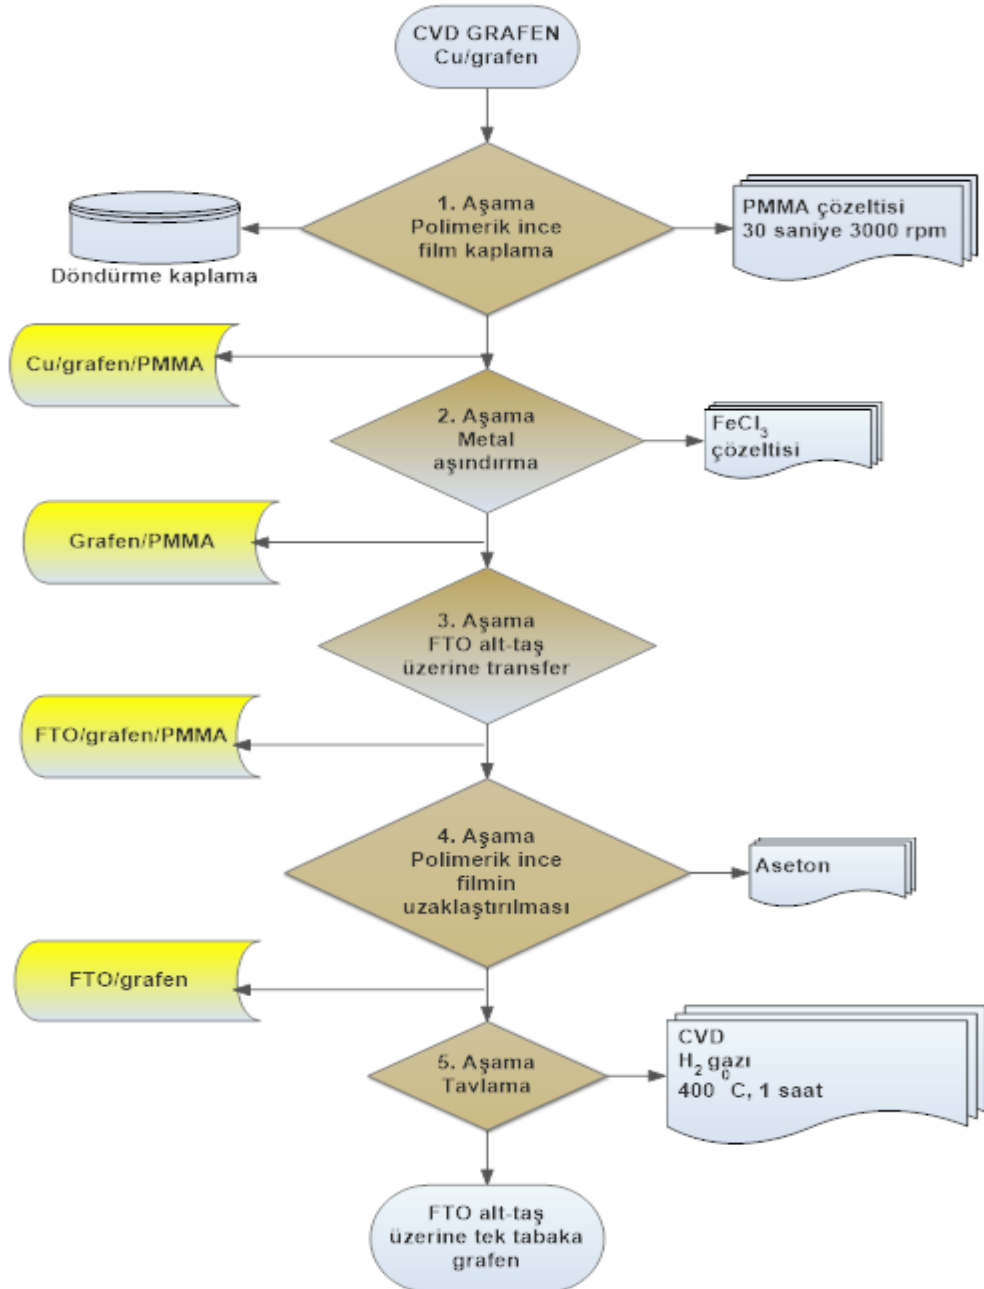 CVD GRAFEN
Cu/grafen
1. Aşama
Polimerik ince
film kaplama
Döndürme kaplama
PMMA çözeltisi
30 saniye 3000 rpm
Cu/grafen/PMMA
2. Aşama
Metal
aşındırma
FeCl3
çözeltisi
Grafen/PMMA
3. Aşama
FTO alt-taş
üzerine transfer
FTO/grafen/PMMA
4. Aşama
Polimerik ince
filmin
uzaklaştırılması
Aseton
FTO/grafen
5. Aşama
Tavlama
CVD
H2 gazı
400 0C, 1 saat
FTO alt-taş
üzerine tek tabaka
grafen